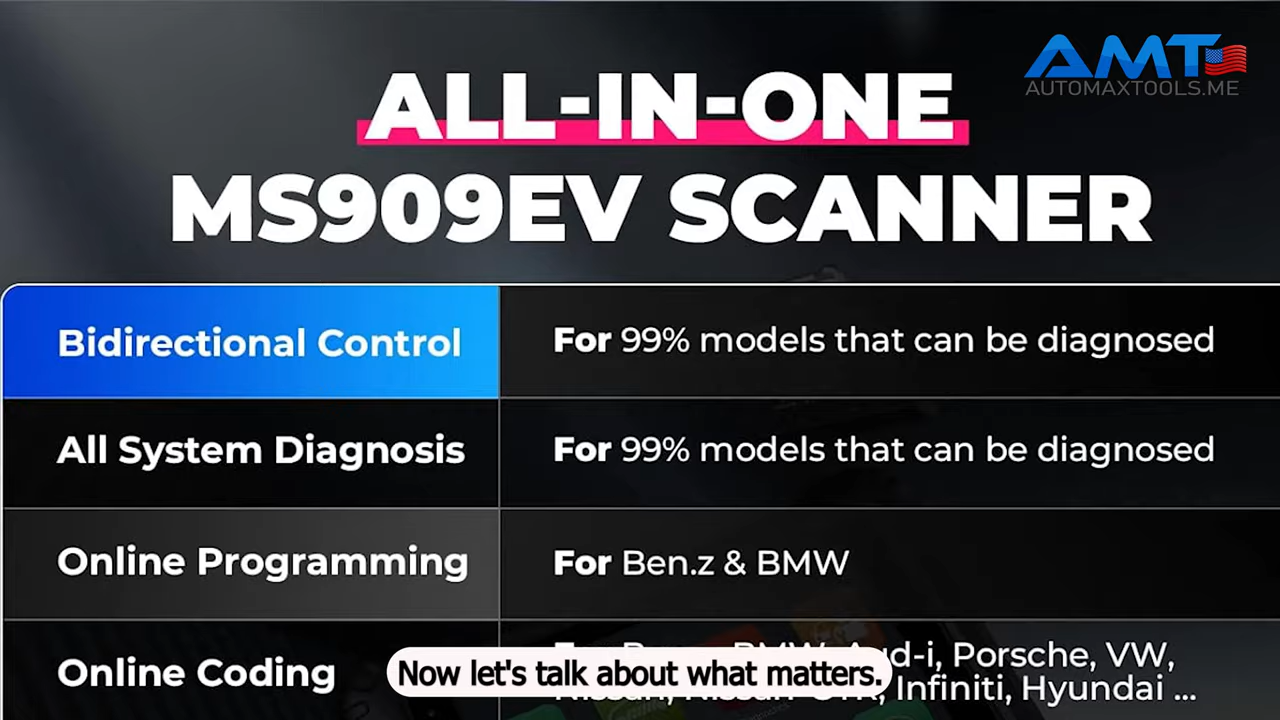 AMT
AUTOMAXTOOLS.ME
ALL-IN-ONE
MS909EV SCANNER
Bidirectional Control
For 99% models that can be diagnosed
All System Diagnosis
For 99% models that can be diagnosed
Online Programming
For Ben.z & BMW
Online Coding
d-i, Porsche, VW,
Infiniti, Hyundai ...
Now let's talk about what matters.